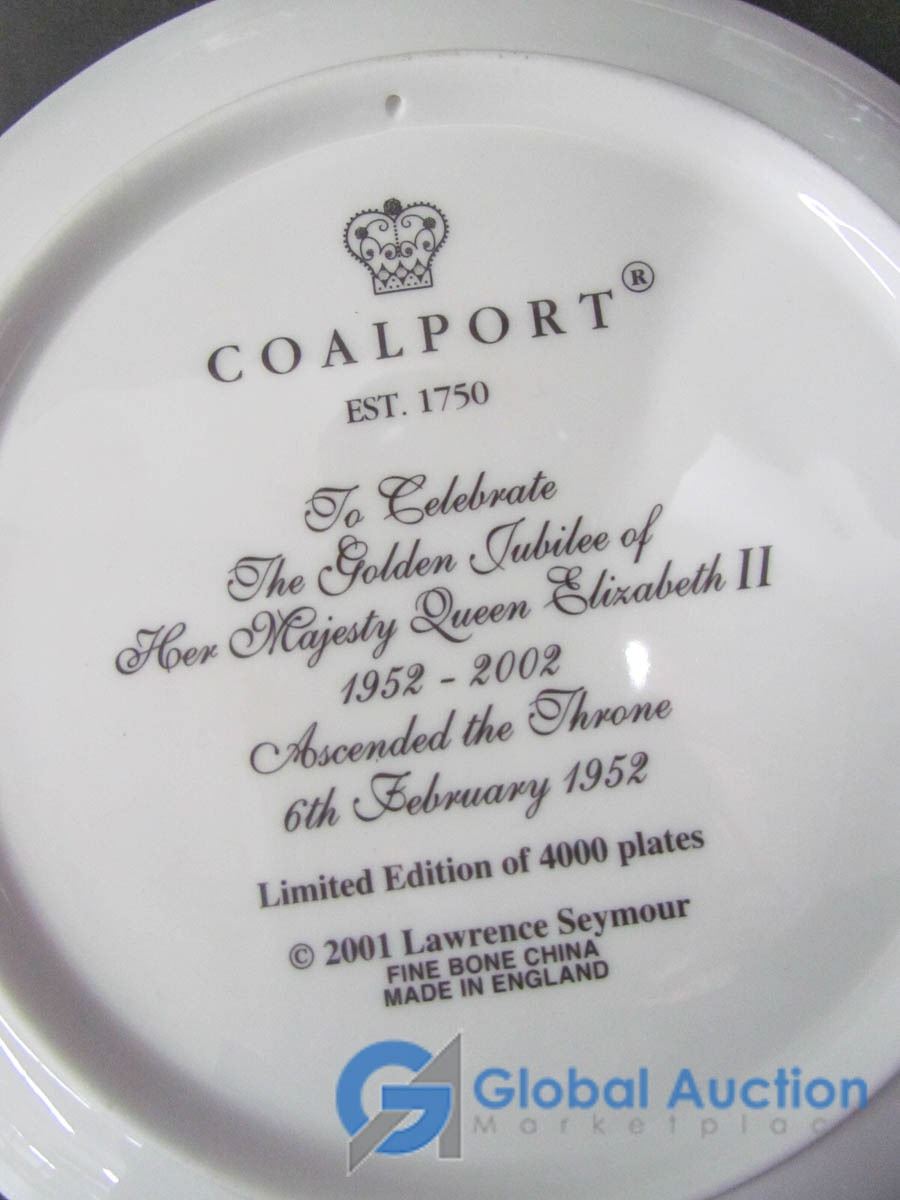 COALPORT®
EST. 1750
To Celebrate
The Golden Jubilee of
Her Majesty Queen Elizabeth II
1952 - 2002
Ascended the Throne
6th February 1952
Limited Edition of 4000 plates
© 2001 Lawrence Seymour
FINE BONE CHINA
MADE IN ENGLAND
Global Auction
Marketplace